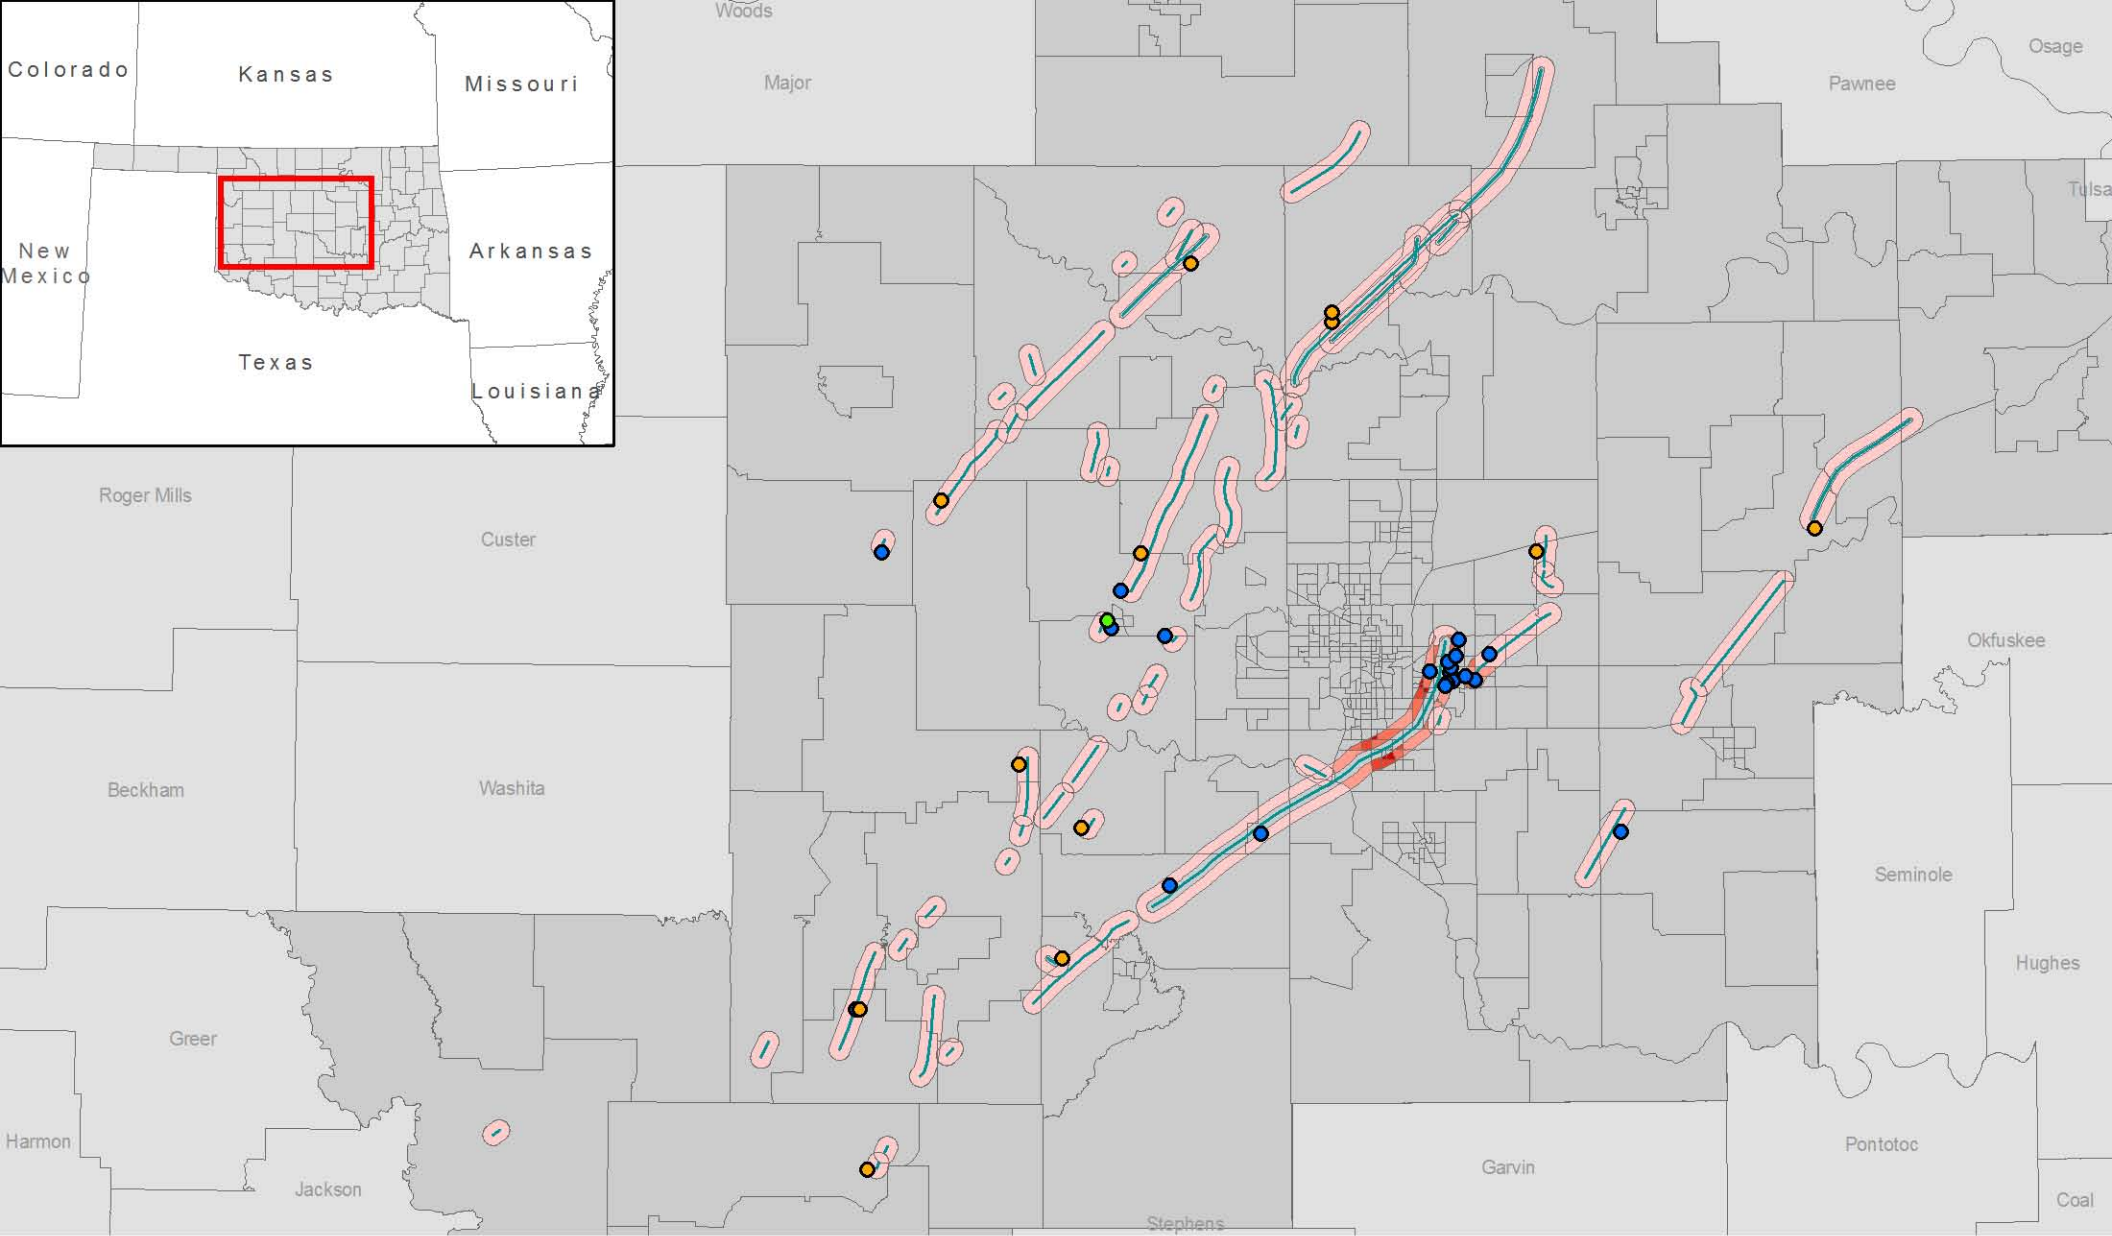 Woods
Osage
Colorado
Kansas
Missouri
Major
Pawnee
Tulsa
New
Mexico
Arkansas
Texas
Louisiana
Roger Mills
Custer
Okfuskee
Beckham
Washita
Seminole
Hughes
Greer
Harmon
Pontotoc
Garvin
Jackson
Coal
Stephens